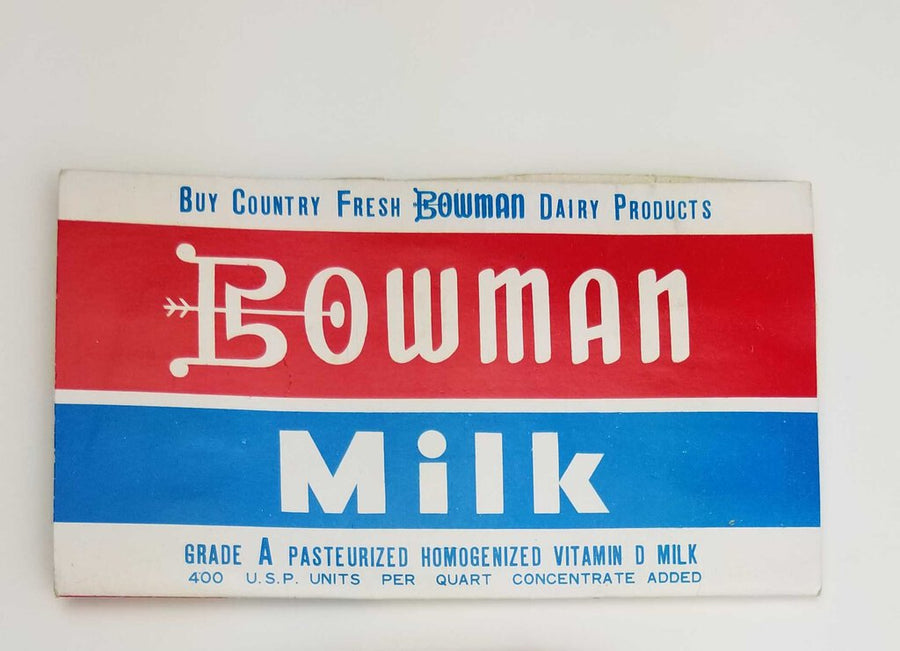 Buy Country Fresh Bowman Dairy Products
Bowman
Milk
GRADE A PASTEURIZED HOMOGENIZED VITAMIN D MILK
400 U.S.P. UNITS PER QUART CONCENTRATE ADDED